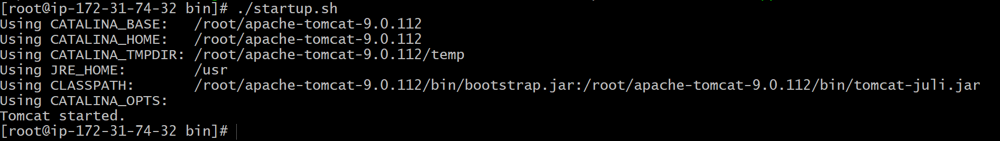 [root@ip-172-31-74-32 bin]# ./startup.sh
Using CATALINA_BASE:   /root/apache-tomcat-9.0.112
Using CATALINA_HOME:   /root/apache-tomcat-9.0.112
Using CATALINA_TMPDIR: /root/apache-tomcat-9.0.112/temp
Using JRE_HOME:        /usr
Using CLASSPATH:       /root/apache-tomcat-9.0.112/bin/bootstrap.jar:/root/apache-tomcat-9.0.112/bin/tomcat-juli.jar
Using CATALINA_OPTS:
Tomcat started.
[root@ip-172-31-74-32 bin]#